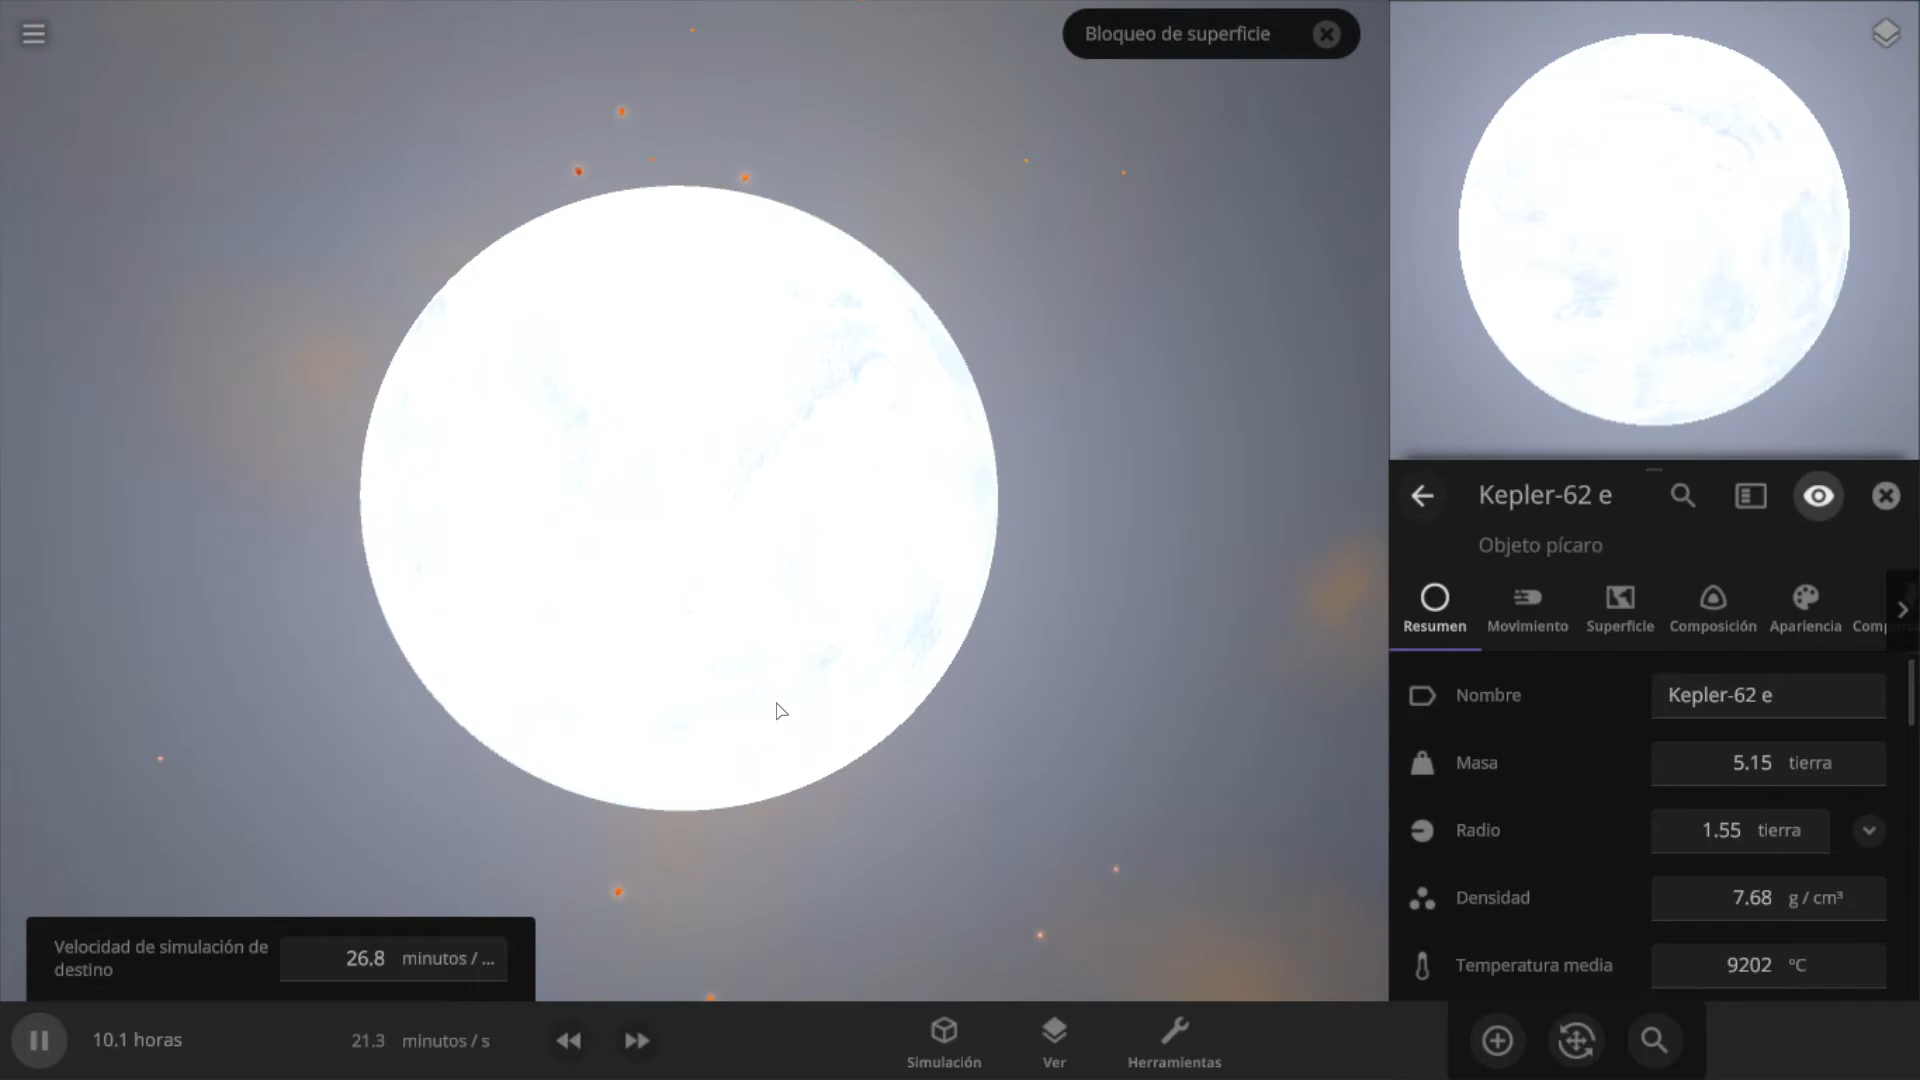 Bloqueo de superficie
Kepler-62 e
Objeto pícaro
Resumen
Movimiento
Superficie
Composición
Apariencia
Nombre
Kepler-62 e
Masa
5.15 tierra
Radio
1.55 tierra
Densidad
7.68 g / cm³
Temperatura media
9202 ºC
Velocidad de simulación de
destino
26.8 minutos / ...
10.1 horas
21.3 minutos / s
Simulación
Ver
Herramientas